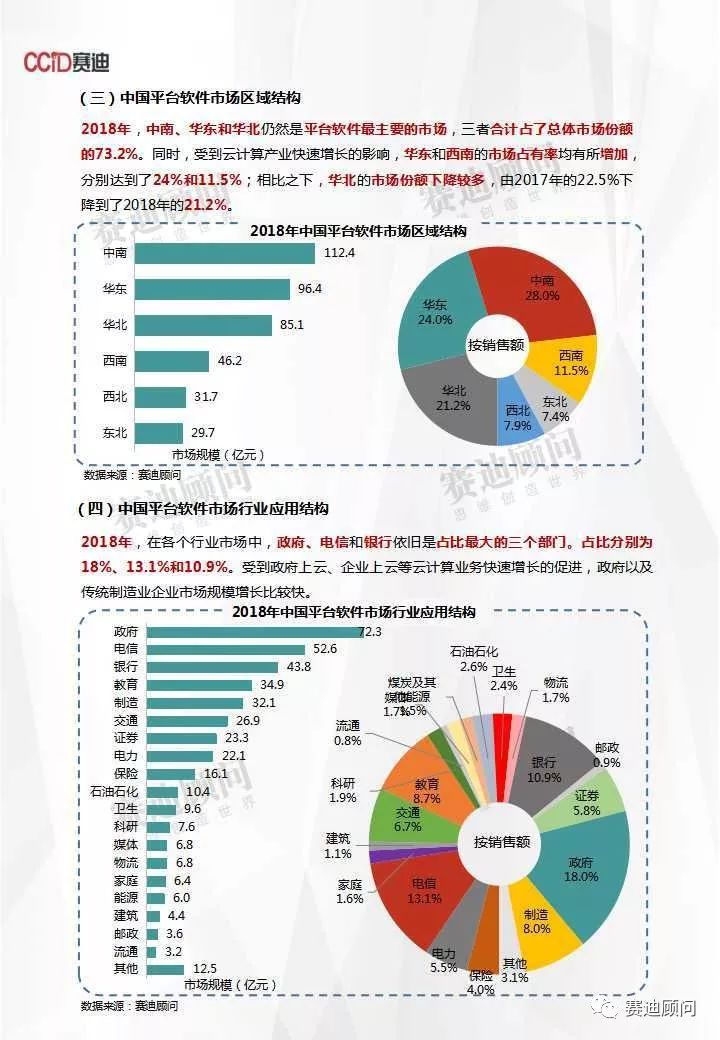 CCID赛迪
（三）中国平台软件市场区域结构
2018年，中南、华东和华北仍然是平台软件最主要的市场，三者合计占了总体市场份额
的73.2%。同时，受到云计算产业快速增长的影响，华东和西南的市场占有率均有所增加，
分别达到了24%和11.5%；相比之下，华北的市场份额下降较多，由2017年的22.5%下
降到了2018年的21.2%。
2018年中国平台软件市场区域结构
中南 112.4
华东 96.4
华北 85.1
西南 46.2
西北 31.7
东北 29.7
市场规模（亿元）
中南
28.0%
华东
24.0%
按销售额
西南
11.5%
华北
21.2%
东北
7.4%
西北
7.9%
数据来源：赛迪顾问
赛迪顾问
思维创造世界
（四）中国平台软件市场行业应用结构
2018年，在各个行业市场中，政府、电信和银行依旧是占比最大的三个部门。占比分别为
18%、13.1%和10.9%。受到政府上云、企业上云等云计算业务快速增长的促进，政府以及
传统制造业企业市场规模增长比较快。
2018年中国平台软件市场行业应用结构
政府 72.3
电信 52.6
银行 43.8
教育 34.9
制造 32.1
交通 26.9
证券 23.3
电力 22.1
保险 16.1
石油石化 10.4
卫生 9.6
科研 7.6
媒体 6.8
物流 6.8
家庭 6.4
能源 6.0
建筑 4.4
邮政 3.6
流通 3.2
其他 12.5
市场规模（亿元）
石油石化
2.6%
卫生
2.4%
物流
1.7%
煤炭及其
他能源
1.5%
媒体
1.7%
流通
0.8%
科研
1.9%
教育
8.7%
交通
6.7%
建筑
1.1%
家庭
1.6%
电信
13.1%
电力
5.5%
保险
4.0%
其他
3.1%
制造
8.0%
政府
18.0%
证券
5.8%
邮政
0.9%
银行
10.9%
按销售额
数据来源：赛迪顾问
赛迪顾问